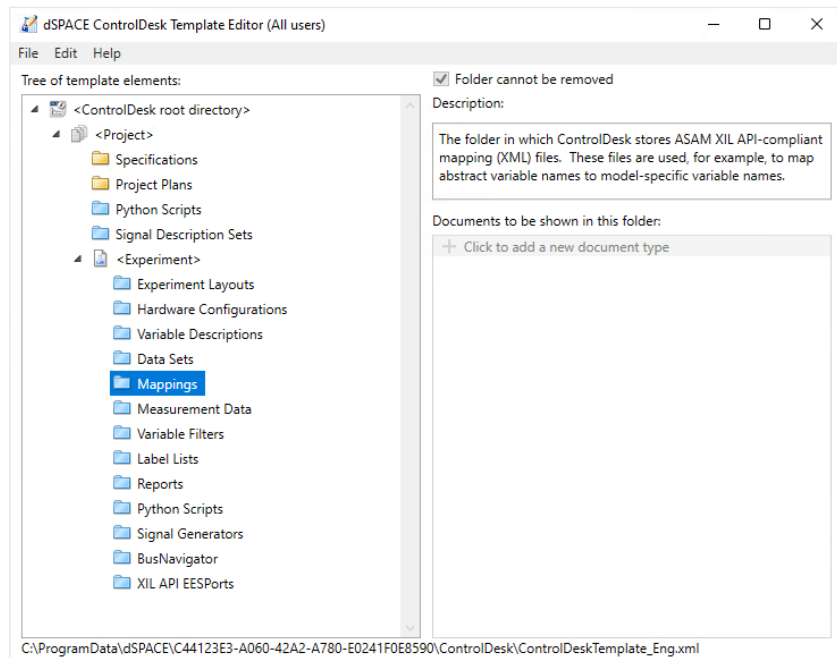 dSPACE ControlDesk Template Editor (All users)
File Edit Help
Tree of template elements:
<ControlDesk root directory>
<Project>
Specifications
Project Plans
Python Scripts
Signal Description Sets
<Experiment>
Experiment Layouts
Hardware Configurations
Variable Descriptions
Data Sets
Mappings
Measurement Data
Variable Filters
Label Lists
Reports
Python Scripts
Signal Generators
BusNavigator
XIL API EESPorts
Folder cannot be removed
Description:
The folder in which ControlDesk stores ASAM XIL API-compliant
mapping (XML) files. These files are used, for example, to map
abstract variable names to model-specific variable names.
Documents to be shown in this folder:
Click to add a new document type
C:\ProgramData\dSPACE\C44123E3-A060-42A2-A780-E0241F0E8590\ControlDesk\ControlDeskTemplate_Eng.xml